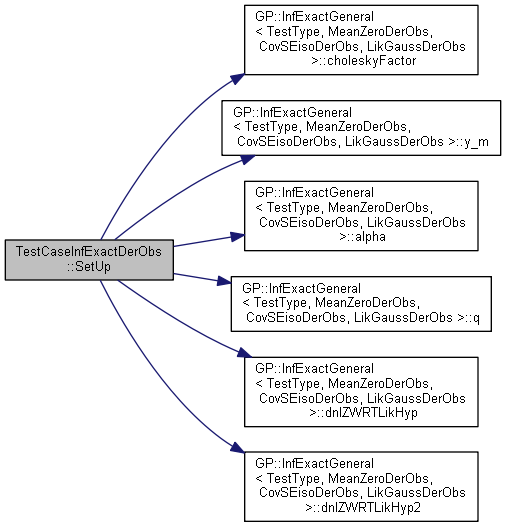 GP::InfExactGeneral
< TestType, MeanZeroDerObs,
CovSEisoDerObs, LikGaussDerObs
>::choleskyFactor
GP::InfExactGeneral
< TestType, MeanZeroDerObs,
CovSEisoDerObs, LikGaussDerObs >::y_m
GP::InfExactGeneral
< TestType, MeanZeroDerObs,
CovSEisoDerObs, LikGaussDerObs
>::alpha
TestCaseInfExactDerObs
::SetUp
GP::InfExactGeneral
< TestType, MeanZeroDerObs,
CovSEisoDerObs, LikGaussDerObs >::q
GP::InfExactGeneral
< TestType, MeanZeroDerObs,
CovSEisoDerObs, LikGaussDerObs
>::dnlZWRTLikHyp
GP::InfExactGeneral
< TestType, MeanZeroDerObs,
CovSEisoDerObs, LikGaussDerObs
>::dnlZWRTLikHyp2